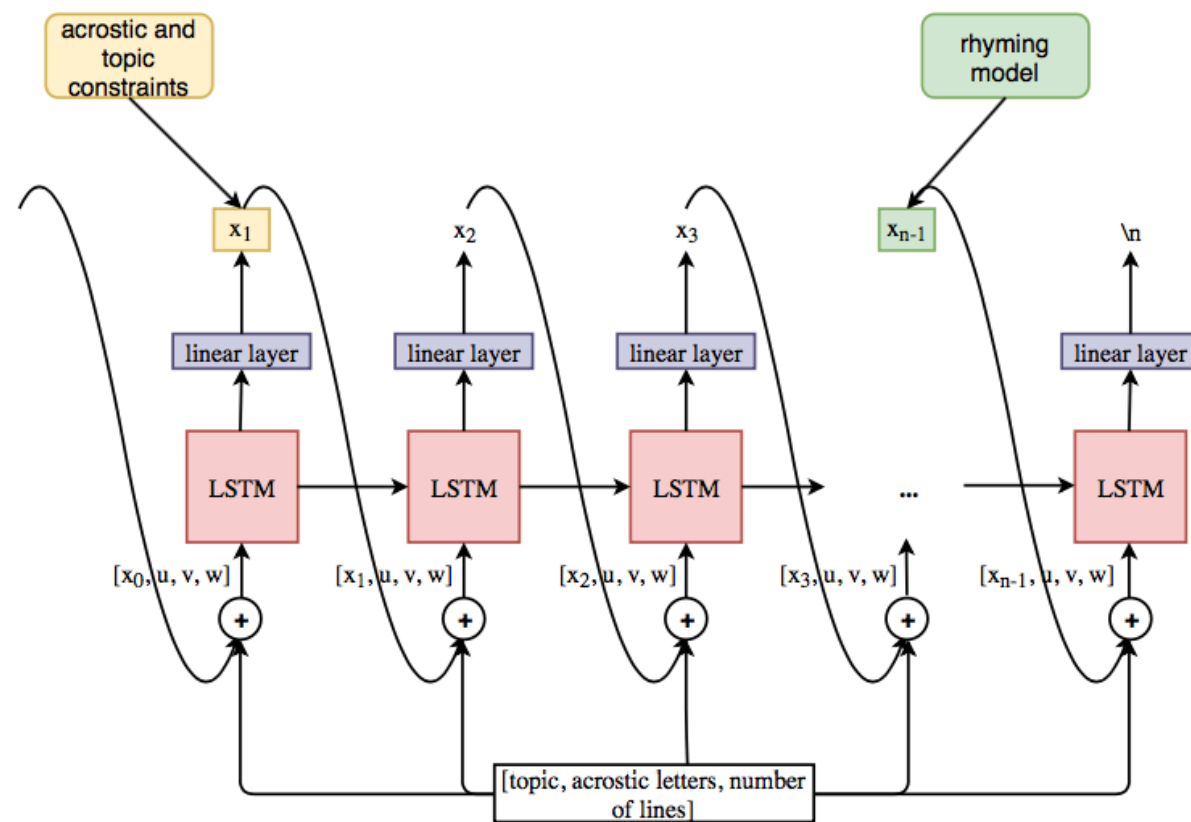 acrostic and
topic
constraints
rhyming
model
x1
x2
x3
xn-1
\n
linear layer
linear layer
linear layer
linear layer
LSTM
LSTM
LSTM
...
LSTM
[x0, u, v, w]
[x1, u, v, w]
[x2, u, v, w]
[x3, u, v, w]
[xn-1, u, v, w]
+
+
+
+
+
[topic, acrostic letters, number
of lines]